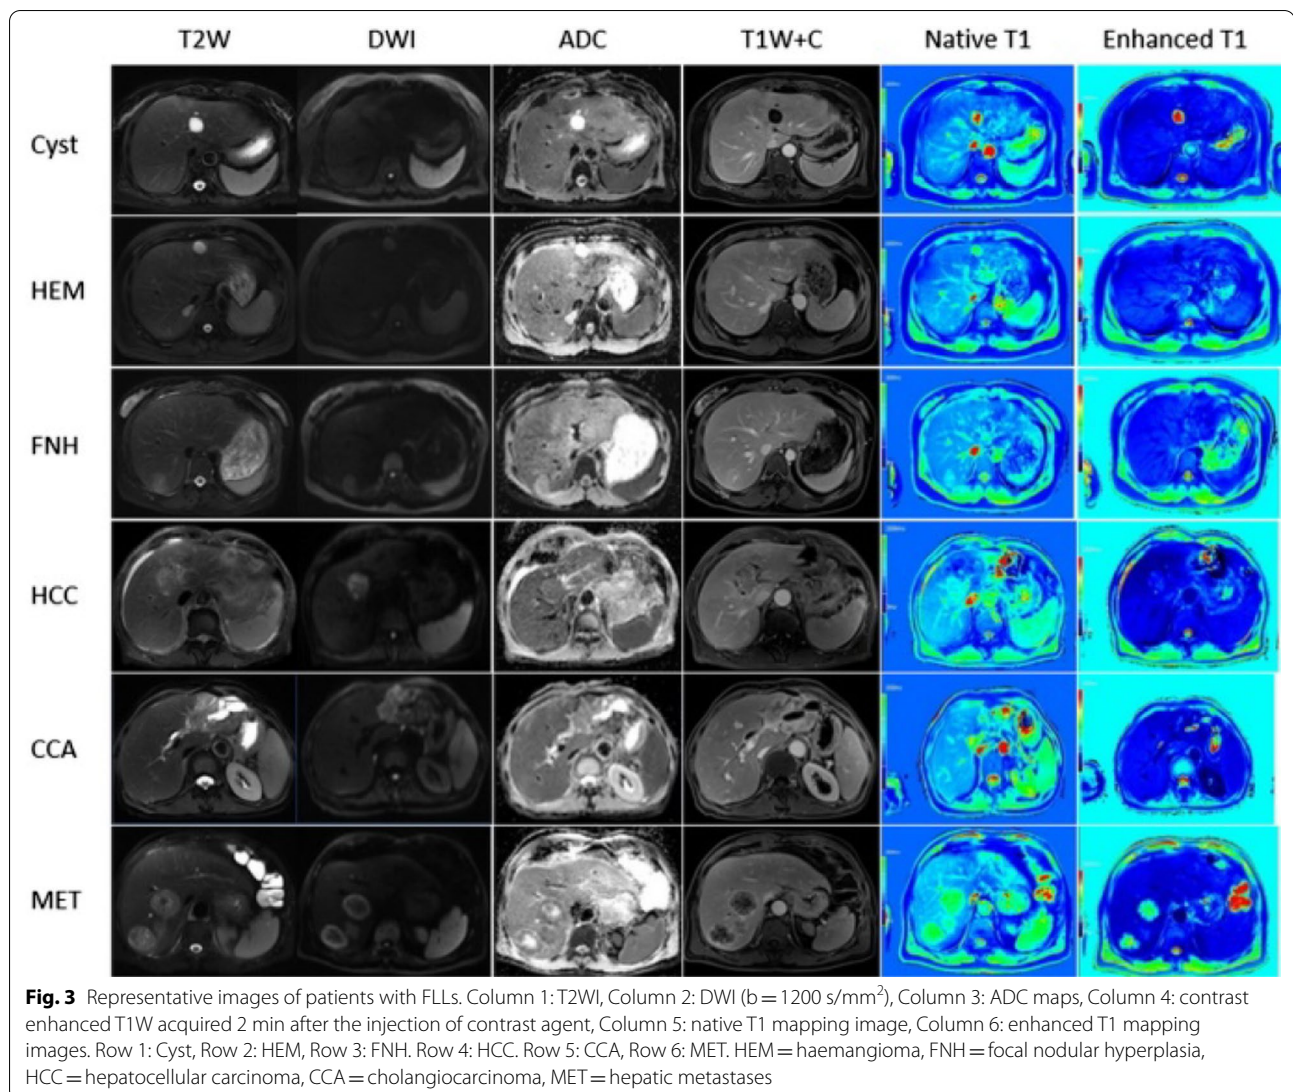 T2W DWI ADC T1W+C Native T1 Enhanced T1
Cyst
HEM
FNH
HCC
CCA
MET
Fig. 3 Representative images of patients with FLLs. Column 1: T2WI, Column 2: DWI (b = 1200 s/mm²), Column 3: ADC maps, Column 4: contrast
enhanced T1W acquired 2 min after the injection of contrast agent, Column 5: native T1 mapping image, Column 6: enhanced T1 mapping
images. Row 1: Cyst, Row 2: HEM, Row 3: FNH. Row 4: HCC. Row 5: CCA, Row 6: MET. HEM = haemangioma, FNH = focal nodular hyperplasia,
HCC = hepatocellular carcinoma, CCA = cholangiocarcinoma, MET = hepatic metastases